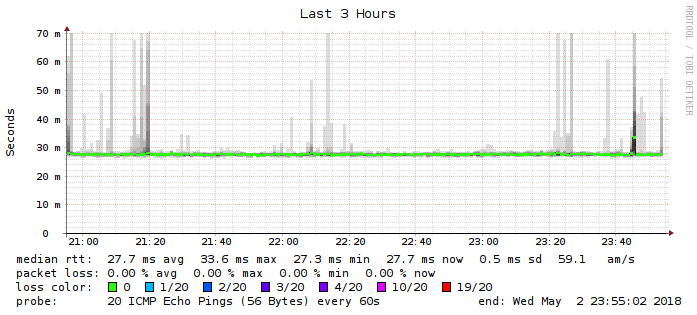 Last 3 Hours
RRDTOOL / TOBI OETIKER
Seconds
70 m
60 m
50 m
40 m
30 m
20 m
10 m
0
21:00 21:20 21:40 22:00 22:20 22:40 23:00 23:20 23:40
median rtt: 27.7 ms avg 33.6 ms max 27.3 ms min 27.7 ms now 0.5 ms sd 59.1 am/s
packet loss: 0.00 % avg 0.00 % max 0.00 % min 0.00 % now
loss color: 0 1/20 2/20 3/20 4/20 10/20 19/20
probe: 20 ICMP Echo Pings (56 Bytes) every 60s end: Wed May 2 23:55:02 2018